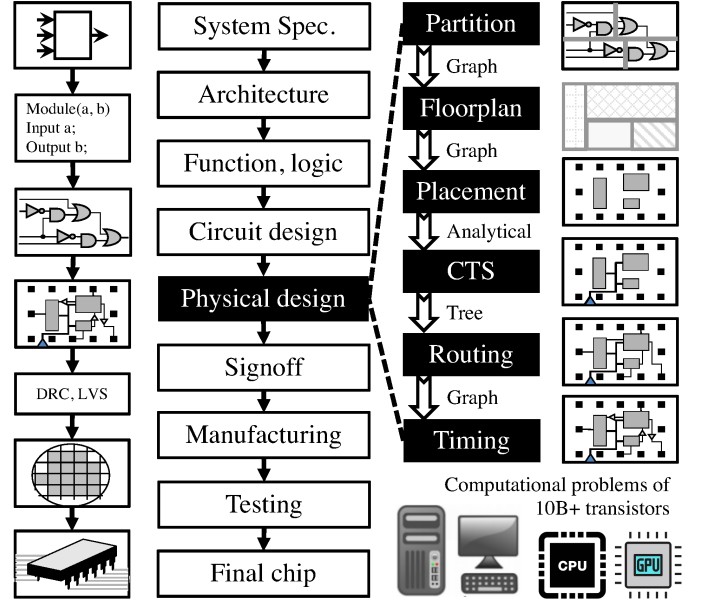 Module(a, b)
Input a;
Output b;
DRC, LVS
System Spec.
Architecture
Function, logic
Circuit design
Physical design
Signoff
Manufacturing
Testing
Final chip
Partition
Graph
Floorplan
Graph
Placement
Analytical
CTS
Tree
Routing
Graph
Timing
Computational problems of
10B+ transistors
CPU
GPU